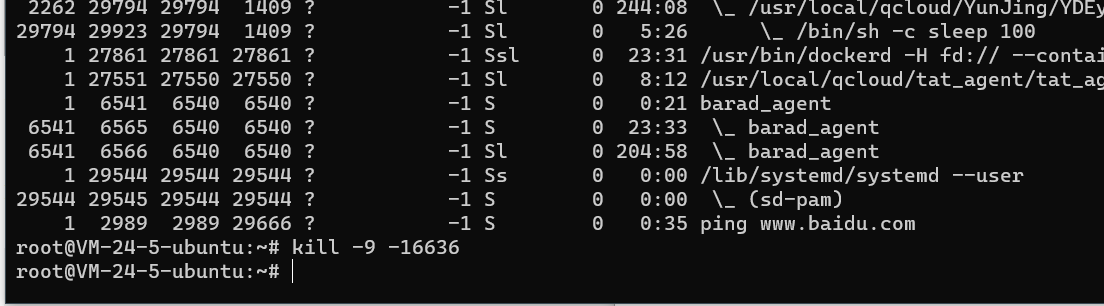 2262 29794 29794 1409 ? -1 Sl 0 244:08 \_ /usr/local/qcloud/YunJing/YDEy
29794 29923 29794 1409 ? -1 Sl 0 5:26 \_ /bin/sh -c sleep 100
1 27861 27861 27861 ? -1 Ssl 0 23:31 /usr/bin/dockerd -H fd:// --contai
1 27551 27550 27550 ? -1 Sl 0 8:12 /usr/local/qcloud/tat_agent/tat_ag
1 6541 6540 6540 ? -1 S 0 0:21 barad_agent
6541 6565 6540 6540 ? -1 S 0 23:33 \_ barad_agent
6541 6566 6540 6540 ? -1 Sl 0 204:58 \_ barad_agent
1 29544 29544 29544 ? -1 Ss 0 0:00 /lib/systemd/systemd --user
29544 29545 29544 29544 ? -1 S 0 0:00 \_ (sd-pam)
1 2989 2989 29666 ? -1 S 0 0:35 ping www.baidu.com
root@VM-24-5-ubuntu:~# kill -9 -16636
root@VM-24-5-ubuntu:~#